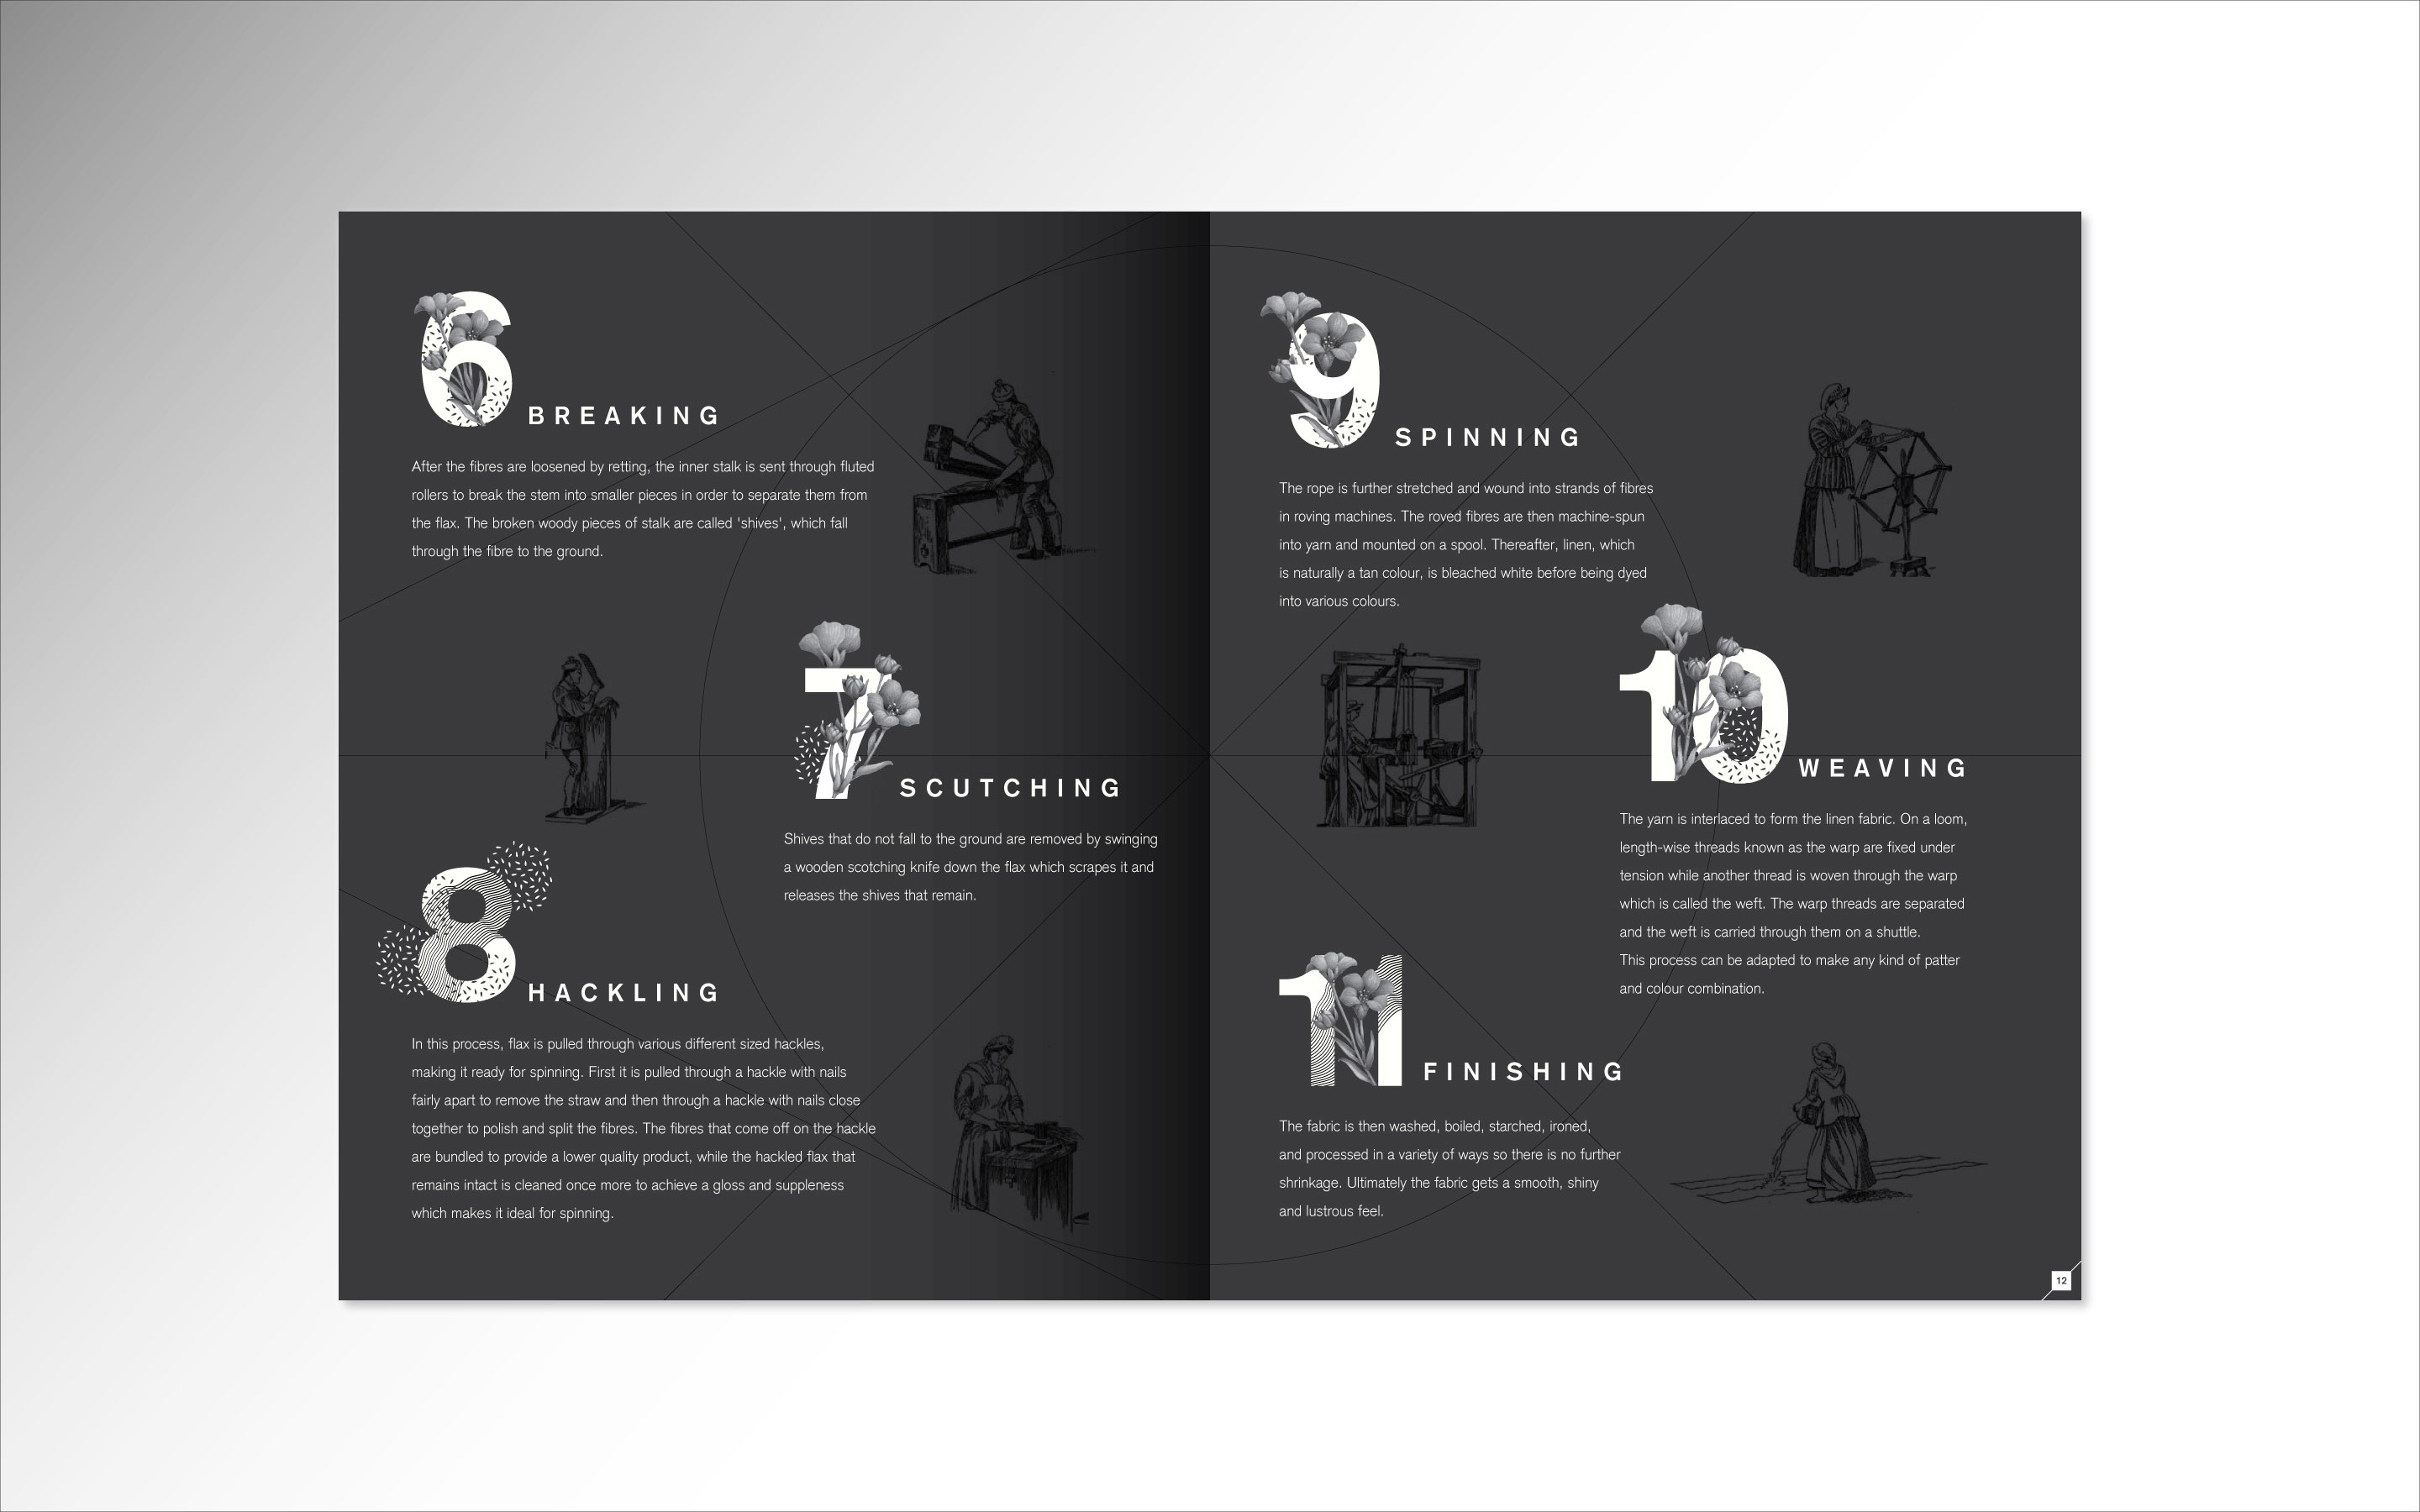 6 BREAKING
After the fibres are loosened by retting, the inner stalk is sent through fluted
rollers to break the stem into smaller pieces in order to separate them from
the flax. The broken woody pieces of stalk are called 'shives', which fall
through the fibre to the ground.
7 SCUTCHING
Shives that do not fall to the ground are removed by swinging
a wooden scotching knife down the flax which scrapes it and
releases the shives that remain.
8 HACKLING
In this process, flax is pulled through various different sized hackles,
making it ready for spinning. First it is pulled through a hackle with nails
fairly apart to remove the straw and then through a hackle with nails close
together to polish and split the fibres. The fibres that come off on the hackle
are bundled to provide a lower quality product, while the hackled flax that
remains intact is cleaned once more to achieve a gloss and suppleness
which makes it ideal for spinning.
9 SPINNING
The rope is further stretched and wound into strands of fibres
in roving machines. The roved fibres are then machine-spun
into yarn and mounted on a spool. Thereafter, linen, which
is naturally a tan colour, is bleached white before being dyed
into various colours.
10 WEAVING
The yarn is interlaced to form the linen fabric. On a loom,
length-wise threads known as the warp are fixed under
tension while another thread is woven through the warp
which is called the weft. The warp threads are separated
and the weft is carried through them on a shuttle.
This process can be adapted to make any kind of patter
and colour combination.
11 FINISHING
The fabric is then washed, boiled, starched, ironed,
and processed in a variety of ways so there is no further
shrinkage. Ultimately the fabric gets a smooth, shiny
and lustrous feel.
12